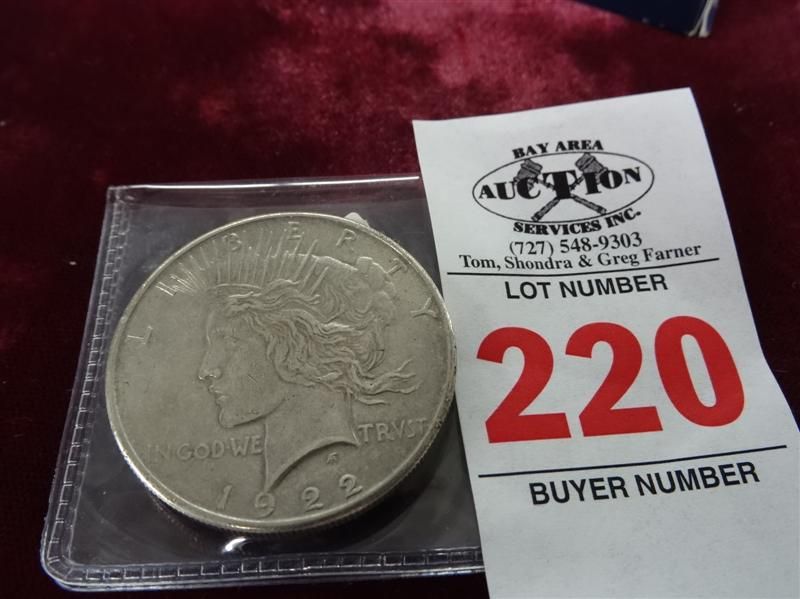 LIBERTY
IN GOD WE TRVST
1922
BAY AREA
AUCTION
SERVICES INC.
(727) 548-9303
Tom, Shondra & Greg Farner
LOT NUMBER
220
BUYER NUMBER